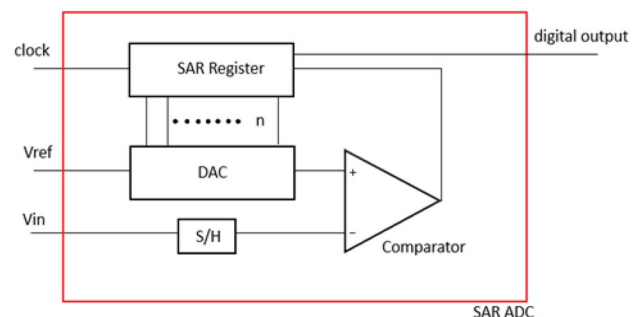 digital output
clock
SAR Register
....... n
Vref
DAC
+
Vin
S/H
-
Comparator
SAR ADC